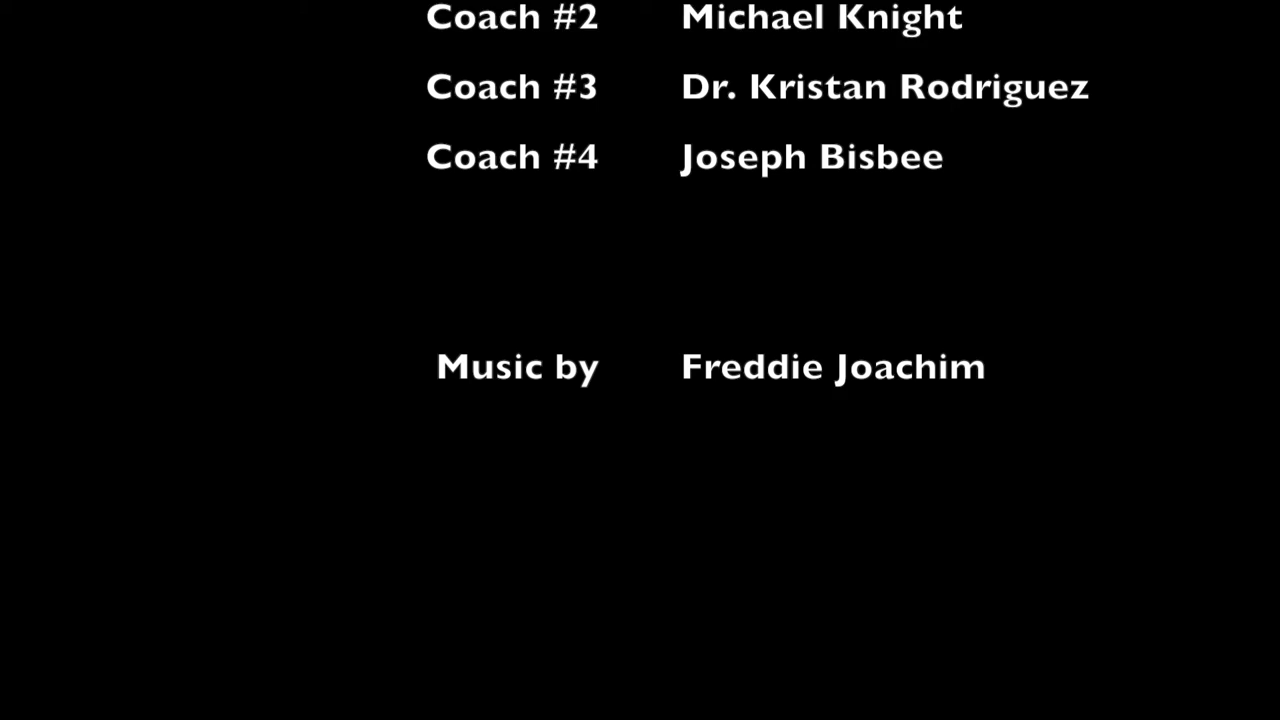 Coach #2 Michael Knight
Coach #3 Dr. Kristan Rodriguez
Coach #4 Joseph Bisbee
Music by Freddie Joachim